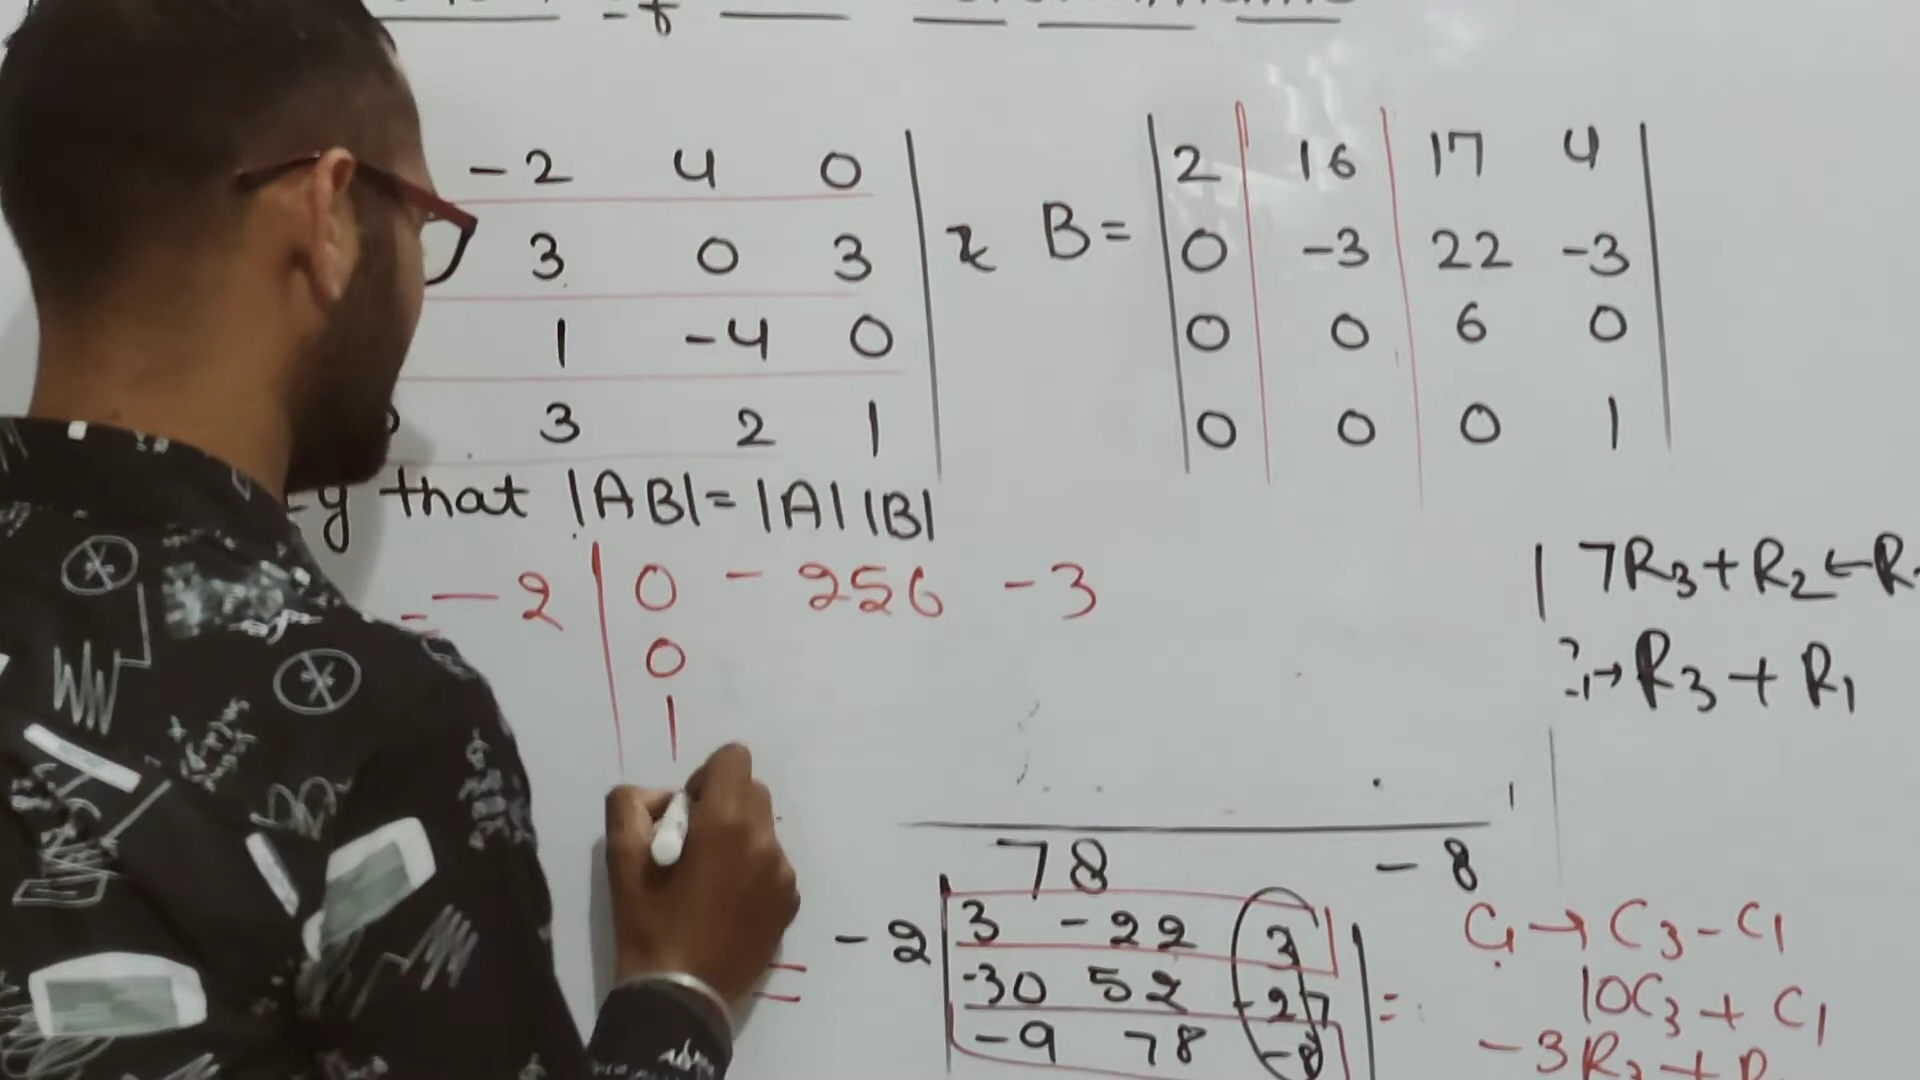 -2 4 0
3 0 3
1 -4 0
3 2 1
& B =
2 16 17 4
0 -3 22 -3
0 0 6 0
0 0 0 1
that |AB| = |A| |B|
= -2 | 0 -256 -3
0
1
7R3 + R2 ←
→ R3 + R1
78 -8
= -2 | 3 -22 3
-30 52 -27
-9 78 -8 | =
C1 → C3 - C1
10C3 + C1